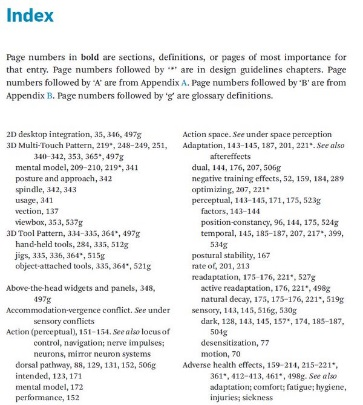 Index
Page numbers in bold are sections, definitions, or pages of most importance for
that entry. Page numbers followed by '*' are in design guidelines chapters. Page
numbers followed by 'A' are from Appendix A. Page numbers followed by 'B' are from
Appendix B. Page numbers followed by 'g' are glossary definitions.
2D desktop integration, 35, 346, 497g
3D Multi-Touch Pattern, 219*, 248–249, 251,
340–342, 353, 365*, 497g
mental model, 209–210, 219*, 341
posture and approach, 342
spindle, 342, 343
usage, 341
vection, 137
viewbox, 353, 537g
3D Tool Pattern, 334–335, 364*, 497g
hand-held tools, 284, 335, 512g
jigs, 335, 336, 364*, 515g
object-attached tools, 335, 364*, 521g
Above-the-head widgets and panels, 348,
497g
Accommodation-vergence conflict. See under
sensory conflicts
Action (perceptual), 151–154. See also locus of
control, navigation; nerve impulses;
neurons, mirror neuron systems
dorsal pathway, 88, 129, 131, 152, 506g
intended, 123, 171
mental model, 172
performance, 152
Action space. See under space perception
Adaptation, 143–145, 187, 201, 221*. See also
aftereffects
dual, 144, 176, 207, 506g
negative training effects, 52, 159, 184, 289
optimizing, 207, 221*
perceptual, 143–145, 171, 175, 523g
factors, 143–144
position-constancy, 96, 144, 175, 524g
temporal, 145, 185–187, 207, 217*, 399,
534g
postural stability, 167
rate of, 201, 213
readaptation, 175–176, 221*, 527g
active readaptation, 176, 221*, 498g
natural decay, 175, 175–176, 221*, 519g
sensory, 143, 145, 516g, 530g
dark, 128, 143, 145, 157*, 174, 185–187,
504g
desensitization, 77
motion, 70
Adverse health effects, 159–214, 215–221*,
361*, 412–413, 461*, 498g. See also
adaptation; comfort; fatigue; hygiene,
injuries; sickness